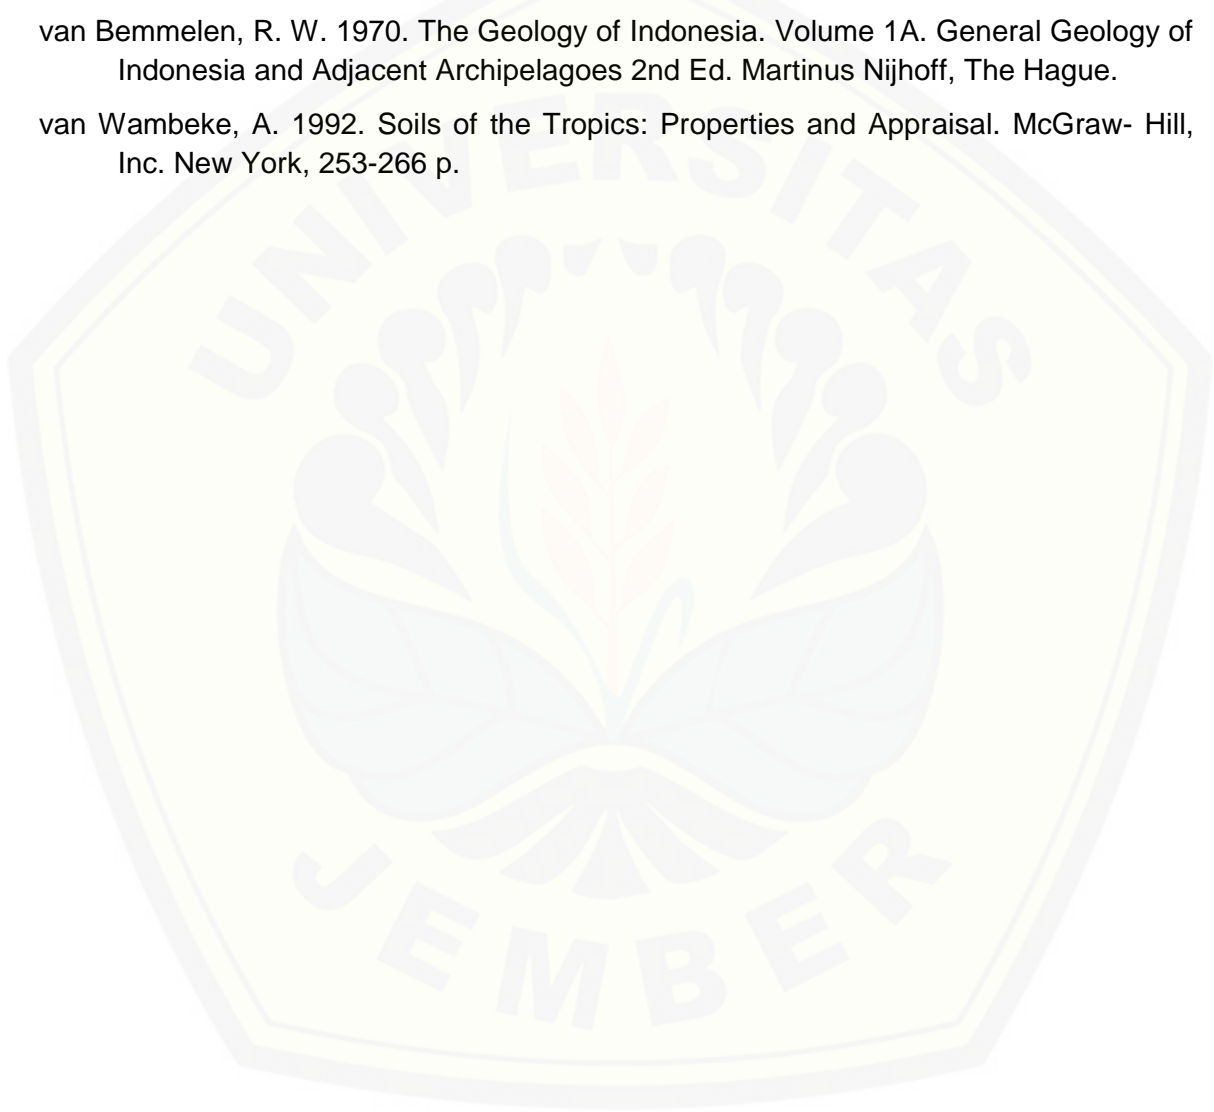 van Bemmelen, R. W. 1970. The Geology of Indonesia. Volume 1A. General Geology of
Indonesia and Adjacent Archipelagoes 2nd Ed. Martinus Nijhoff, The Hague.
van Wambeke, A. 1992. Soils of the Tropics: Properties and Appraisal. McGraw- Hill,
Inc. New York, 253-266 p.
UNIVERSITAS
JEMBER